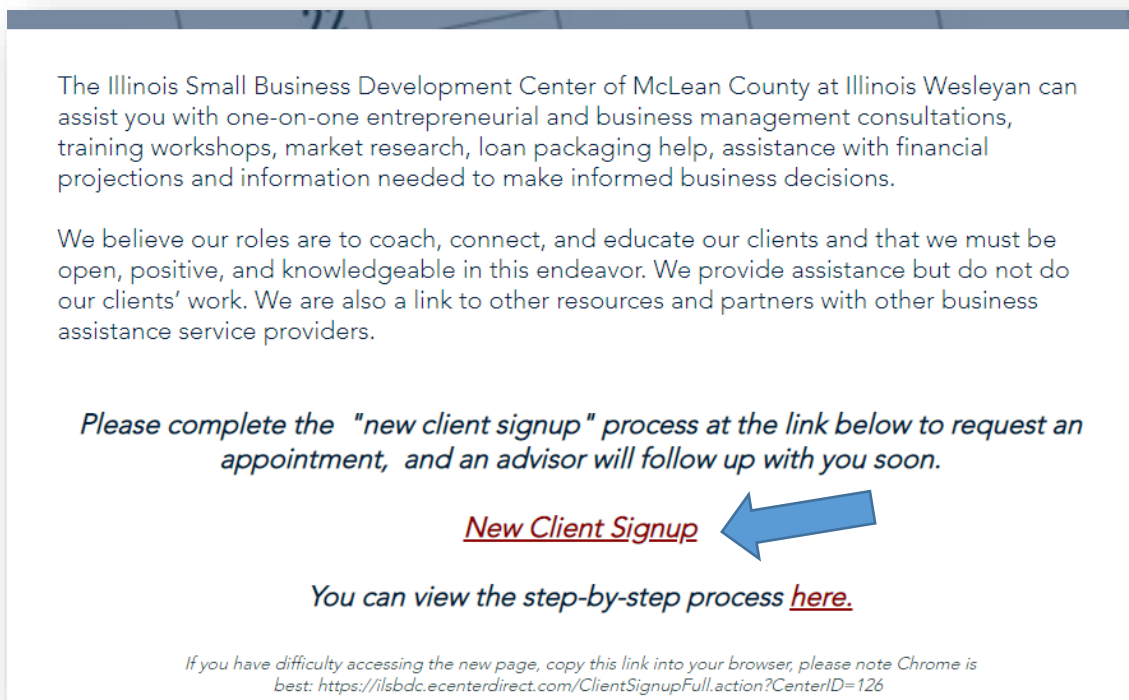 22
The Illinois Small Business Development Center of McLean County at Illinois Wesleyan can
assist you with one-on-one entrepreneurial and business management consultations,
training workshops, market research, loan packaging help, assistance with financial
projections and information needed to make informed business decisions.
We believe our roles are to coach, connect, and educate our clients and that we must be
open, positive, and knowledgeable in this endeavor. We provide assistance but do not do
our clients' work. We are also a link to other resources and partners with other business
assistance service providers.
Please complete the "new client signup" process at the link below to request an
appointment, and an advisor will follow up with you soon.
New Client Signup
You can view the step-by-step process here.
If you have difficulty accessing the new page, copy this link into your browser, please note Chrome is
best: https://ilsbdc.ecenterdirect.com/ClientSignupFull.action?CenterID=126